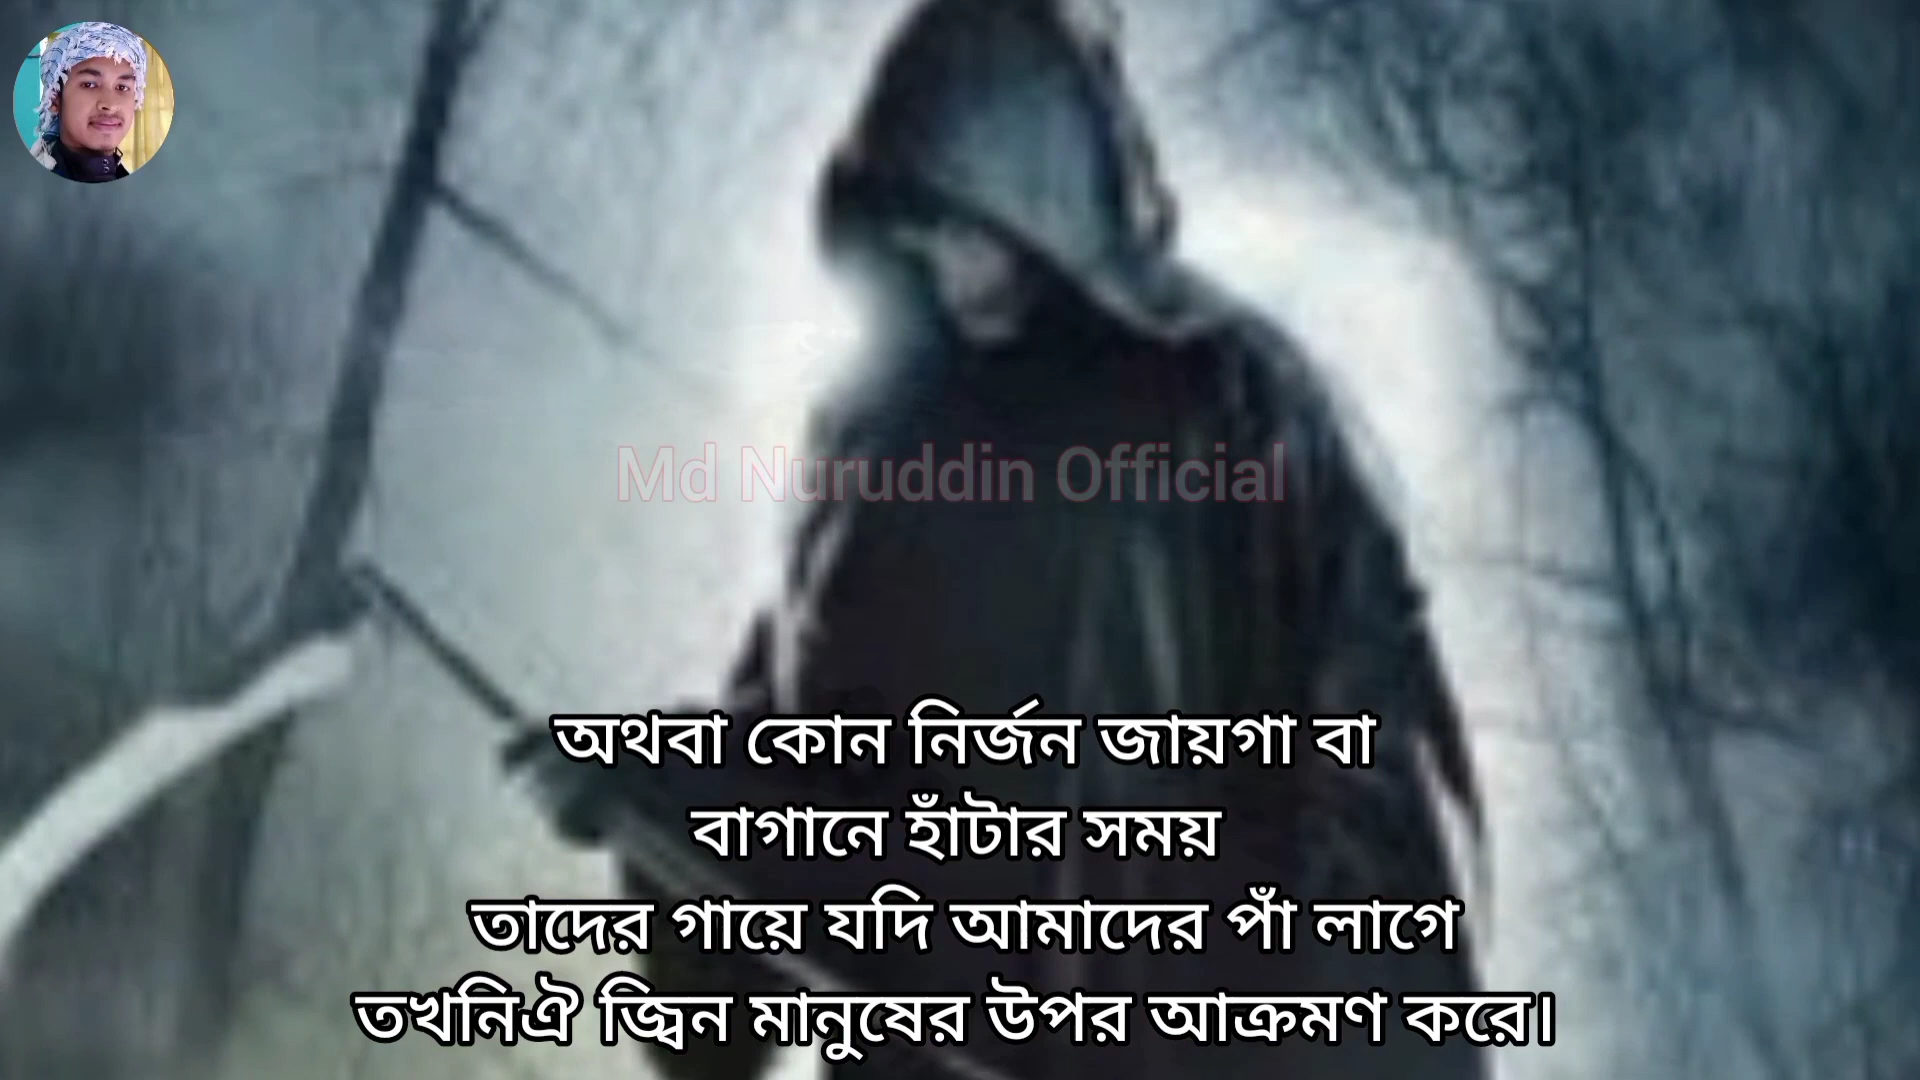 Md Nuruddin Official
অথবা কোন নির্জন জায়গা বা
বাগানে হাঁটার সময়
তাদের গায়ে যদি আমাদের পাঁ লাগে
তখনিঐ জ্বিন মানুষের উপর আক্রমণ করে।